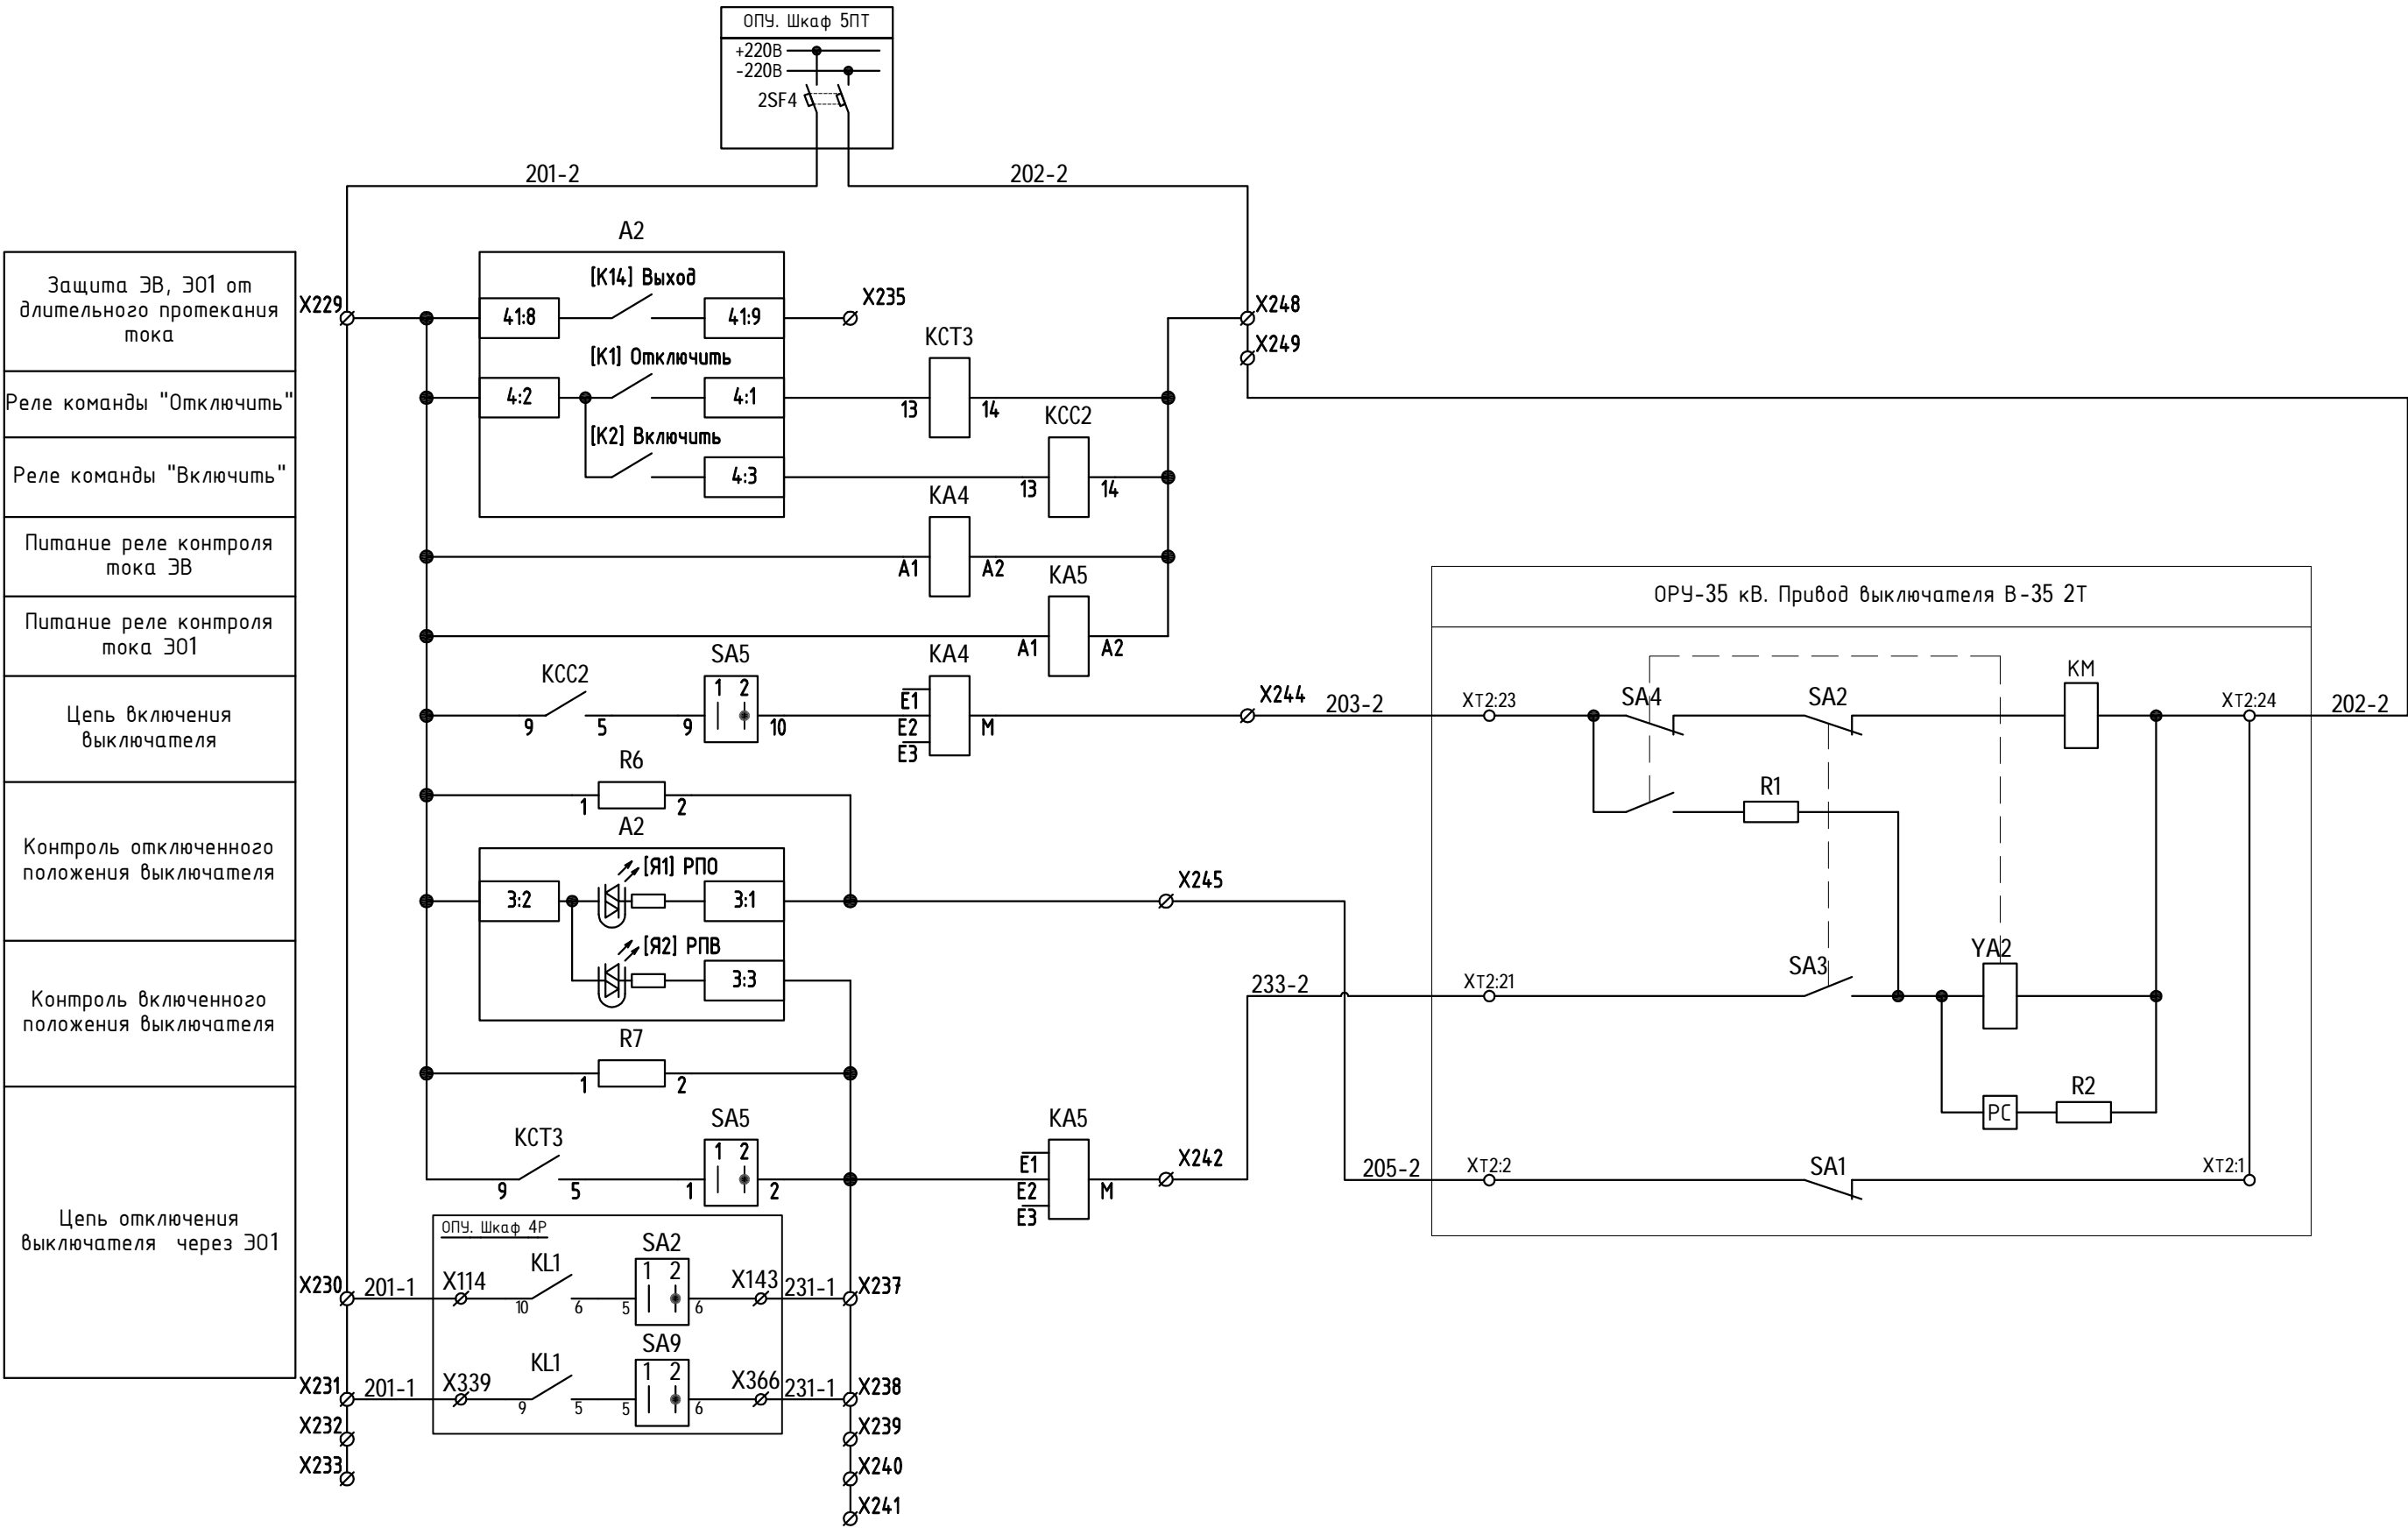 ОПУ. Шкаф 5ПТ
+220В
-220В
2SF4
201-2
202-2
Защита ЭВ, ЭО1 от
длительного протекания
тока
Реле команды "Отключить"
Реле команды "Включить"
Питание реле контроля
тока ЭВ
Питание реле контроля
тока ЭО1
Цепь включения
выключателя
Контроль отключенного
положения выключателя
Контроль включенного
положения выключателя
Цепь отключения
выключателя через ЭО1
A2
X229
41:8
[K14] Выход
41:9
X235
X248
X249
4:2
[K1] Отключить
4:1
KCT3
13
14
[K2] Включить
4:3
KCC2
13
14
KA4
A1
A2
KA5
A1
A2
KCC2
9
5
SA5
1 2
9
10
KA4
E1
E2
E3
M
X244
203-2
R6
1
2
A2
3:2
[Я1] РПО
3:1
X245
[Я2] РПВ
3:3
R7
1
2
KCT3
9
5
SA5
1 2
1
2
KA5
E1
E2
E3
M
X242
233-2
205-2
ОРУ-35 кВ. Привод выключателя В-35 2Т
XT2:23
SA4
SA2
KM
XT2:24
202-2
R1
XT2:21
SA3
YA2
PC
R2
XT2:2
SA1
XT2:1
ОПУ. Шкаф 4Р
X230
201-1
X114
KL1
10
6
SA2
1 2
5
6
X143
231-1
X237
X231
201-1
X339
KL1
9
5
SA9
1 2
5
6
X366
231-1
X238
X232
X239
X233
X240
X241